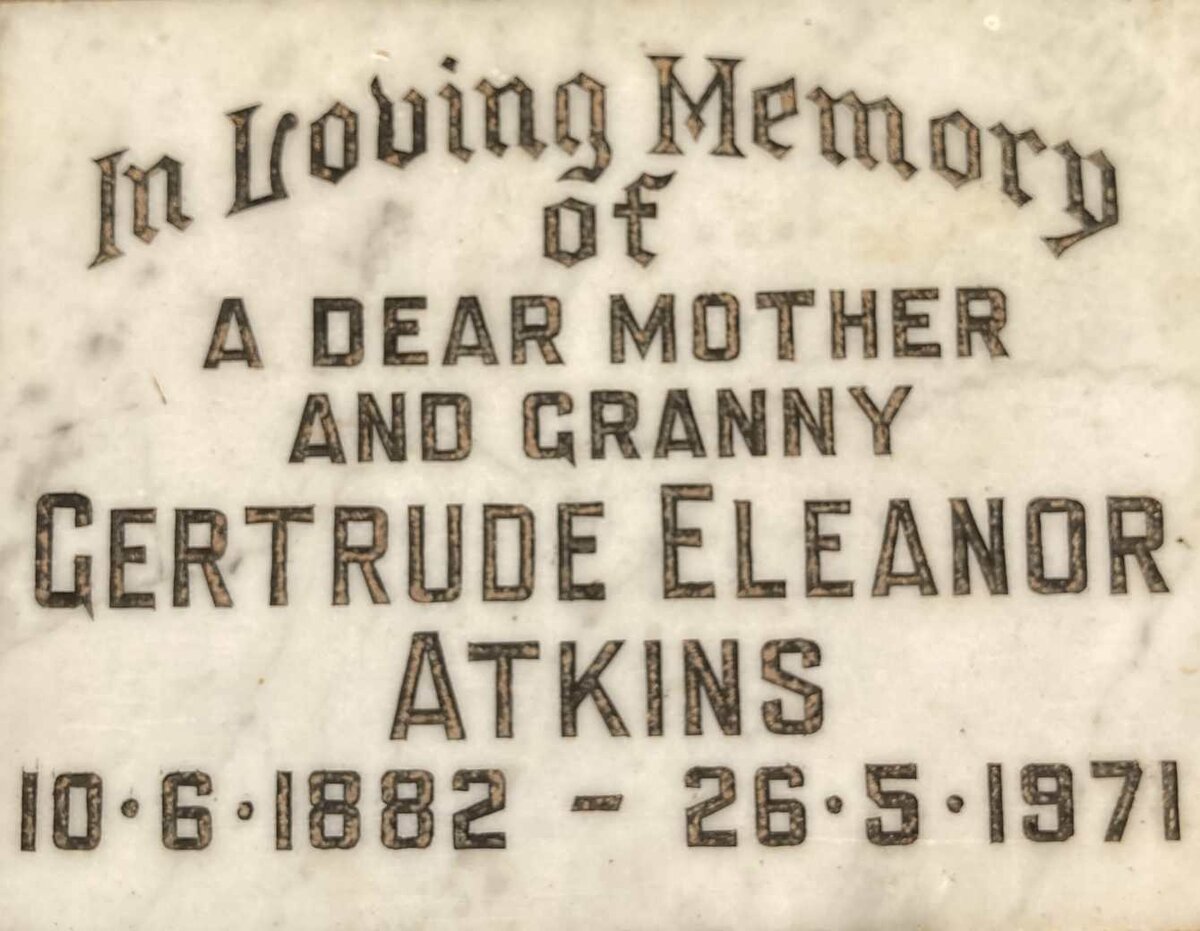 In Loving Memory
of
A DEAR MOTHER
AND GRANNY
GERTRUDE ELEANOR
ATKINS
10·6·1882 - 26·5·1971